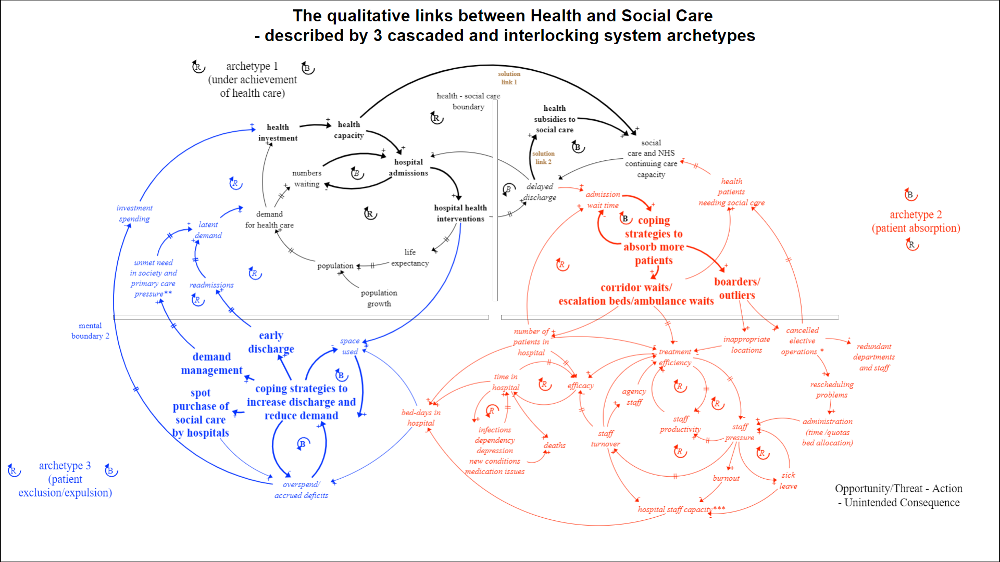 The qualitative links between Health and Social Care
- described by 3 cascaded and interlocking system archetypes
R
archetype 1
(under achievement
of health care)
B
solution
link 1
health - social care
boundary
R
health
subsidies to
social care
B
health
investment
health
capacity
social
care and NHS
continuing care
capacity
solution
link 2
hospital
admissions
numbers
waiting
B
R
B
delayed
discharge
health
patients
needing social care
admission
wait time
B
archetype 2
(patient absorption)
R
investment
spending
demand
for health care
R
hospital health
interventions
B
coping
strategies to
absorb more
patients
latent
demand
life
expectancy
population
population
growth
unmet need
in society and
primary care
pressure**
R
readmissions
R
R
corridor waits/
escalation beds/ambulance waits
boarders/
outliers
mental
boundary 2
early
discharge
space
used
number of
patients in
hospital
treatment
efficiency
inappropriate
locations
cancelled
elective
operations *
redundant
departments
and staff
demand
management
B
coping strategies to
increase discharge and
reduce demand
spot
purchase of
social care
by hospitals
B
bed-days in
hospital
time in
hospital
R
efficacy
agency
staff
R
R
rescheduling
problems
R
infections
dependency
depression
new conditions
medication issues
deaths
staff
turnover
staff
productivity
staff
pressure
administration
(time /quotas
bed allocation)
R
R
R
archetype 3
(patient
exclusion/expulsion)
B
overspend/
accrued deficits
burnout
sick
leave
hospital staff capacity***
Opportunity/Threat - Action
- Unintended Consequence